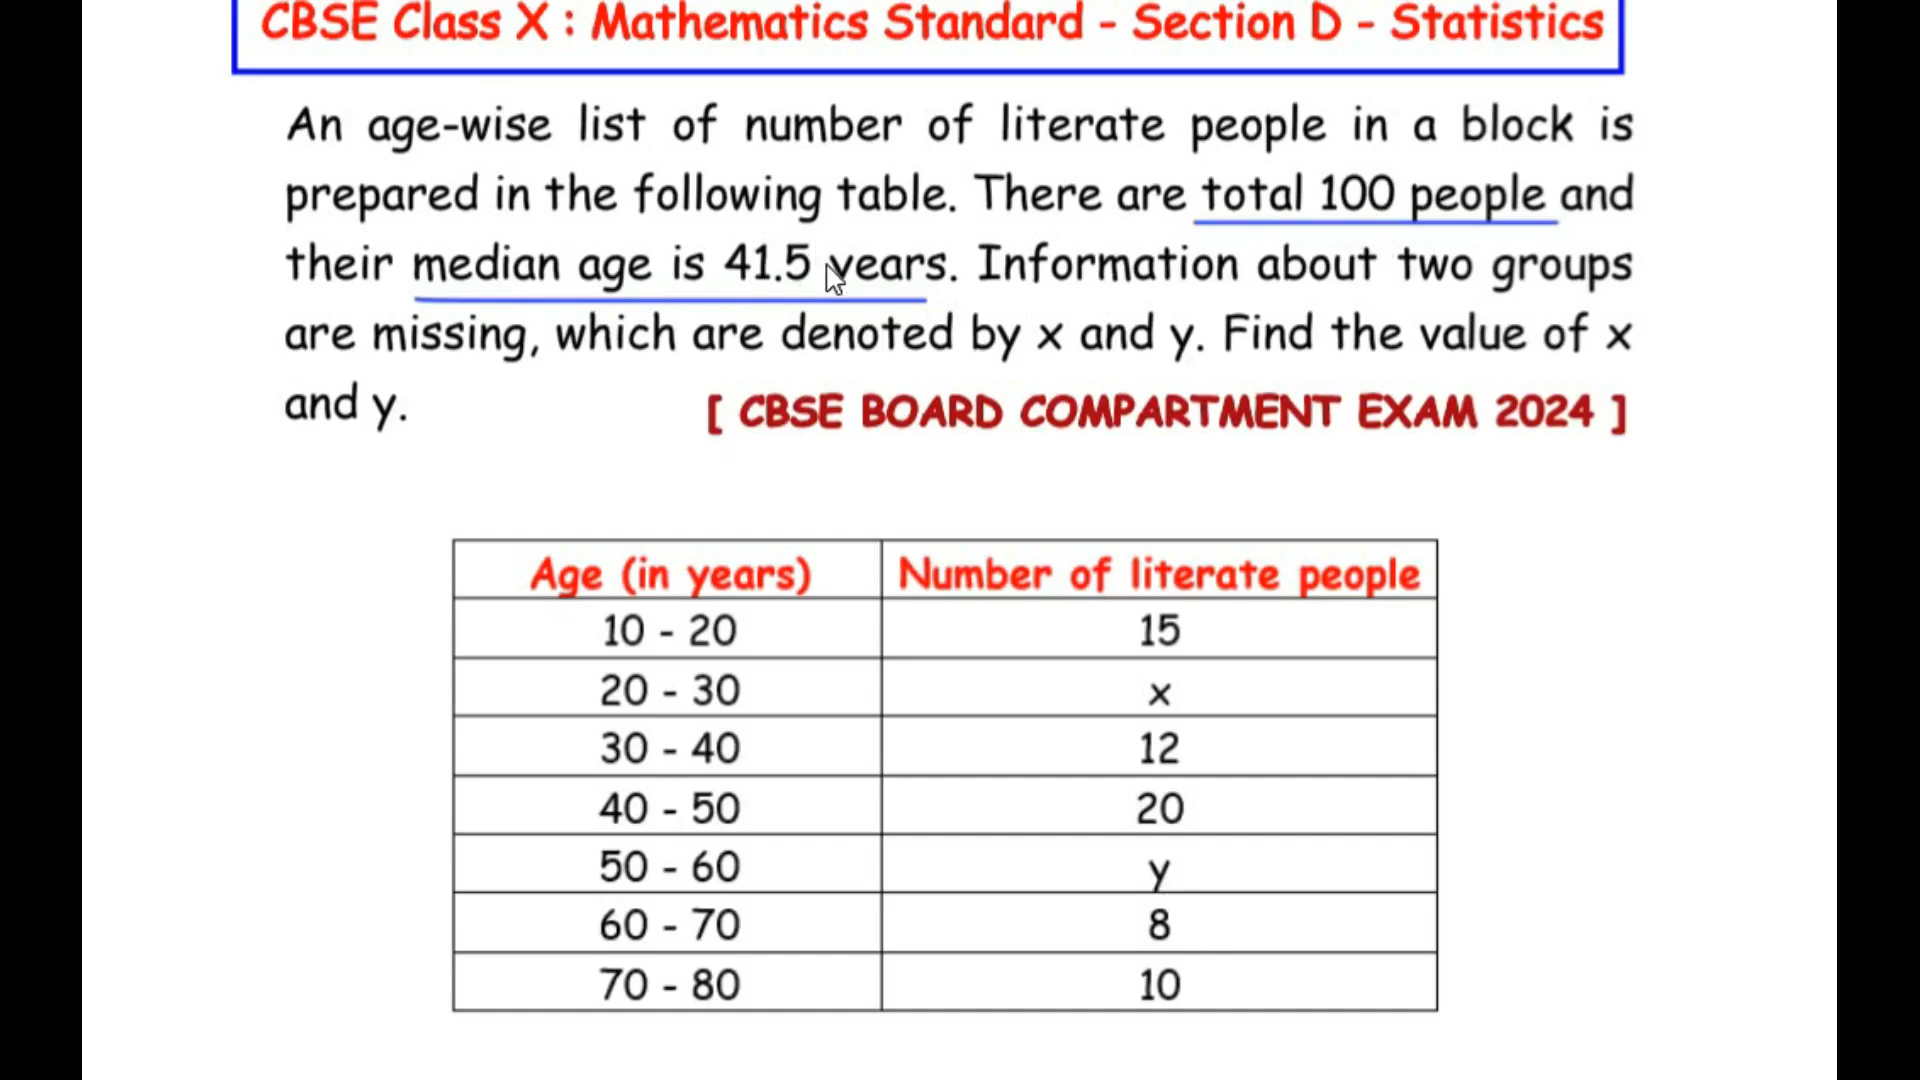 CBSE Class X : Mathematics Standard - Section D - Statistics
An age-wise list of number of literate people in a block is
prepared in the following table. There are total 100 people and
their median age is 41.5 years. Information about two groups
are missing, which are denoted by x and y. Find the value of x
and y. [ CBSE BOARD COMPARTMENT EXAM 2024 ]
Age (in years) Number of literate people
10 - 20 15
20 - 30 x
30 - 40 12
40 - 50 20
50 - 60 y
60 - 70 8
70 - 80 10